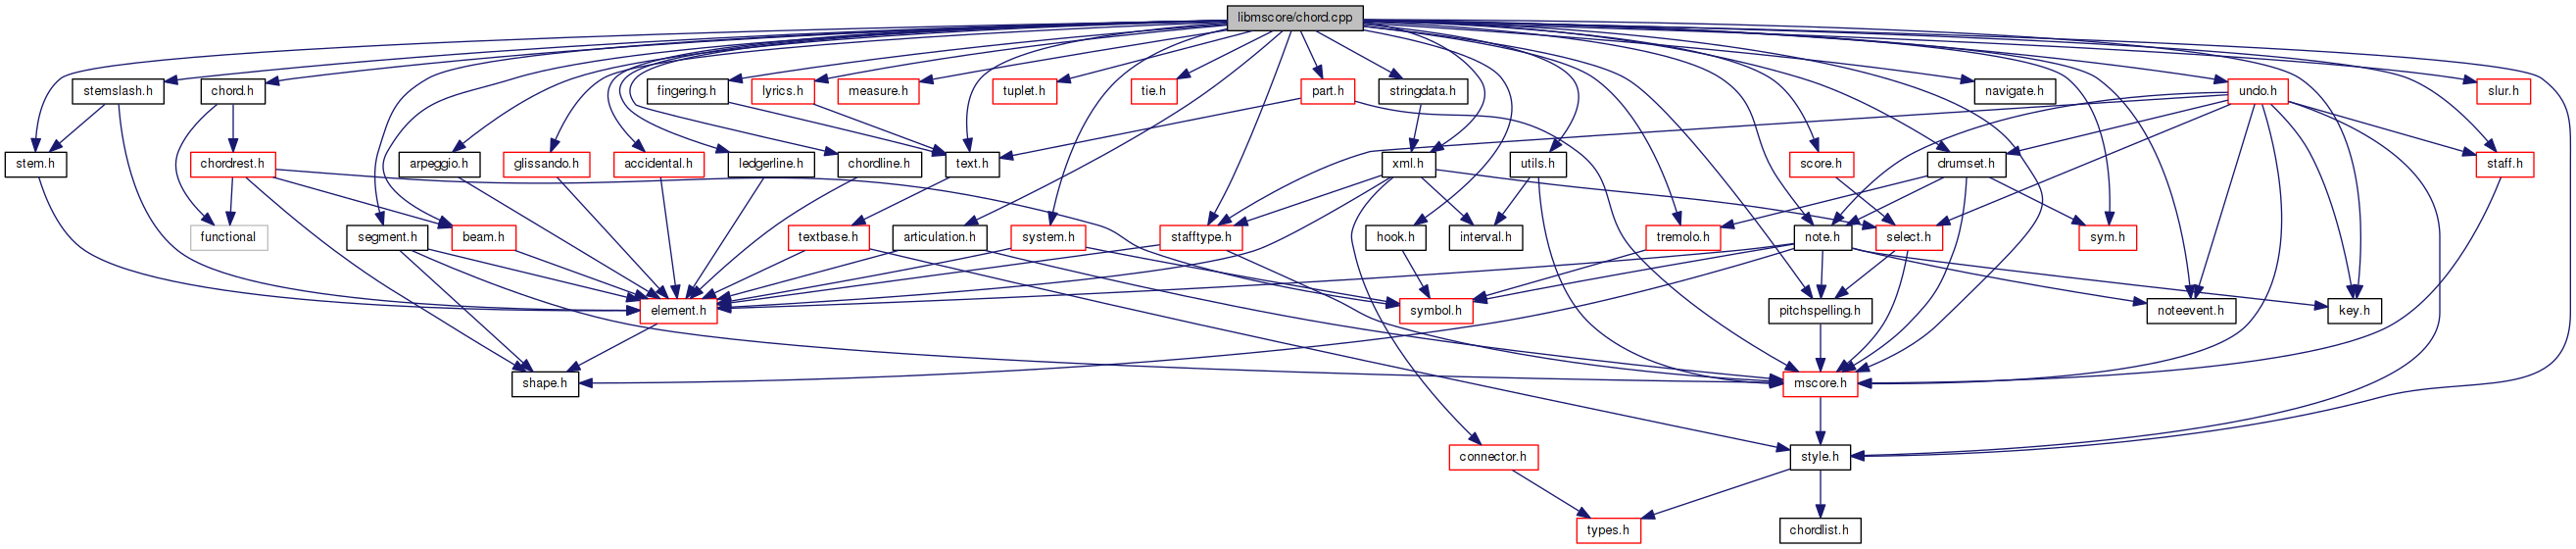 libmscore/chord.cpp
stemslash.h
chord.h
fingering.h
lyrics.h
measure.h
tuplet.h
tie.h
part.h
stringdata.h
navigate.h
undo.h
slur.h
stem.h
chordrest.h
arpeggio.h
glissando.h
accidental.h
ledgerline.h
chordline.h
text.h
xml.h
utils.h
score.h
drumset.h
staff.h
functional
segment.h
beam.h
textbase.h
articulation.h
system.h
stafftype.h
hook.h
interval.h
tremolo.h
note.h
select.h
sym.h
element.h
symbol.h
pitchspelling.h
noteevent.h
key.h
shape.h
mscore.h
connector.h
style.h
types.h
chordlist.h